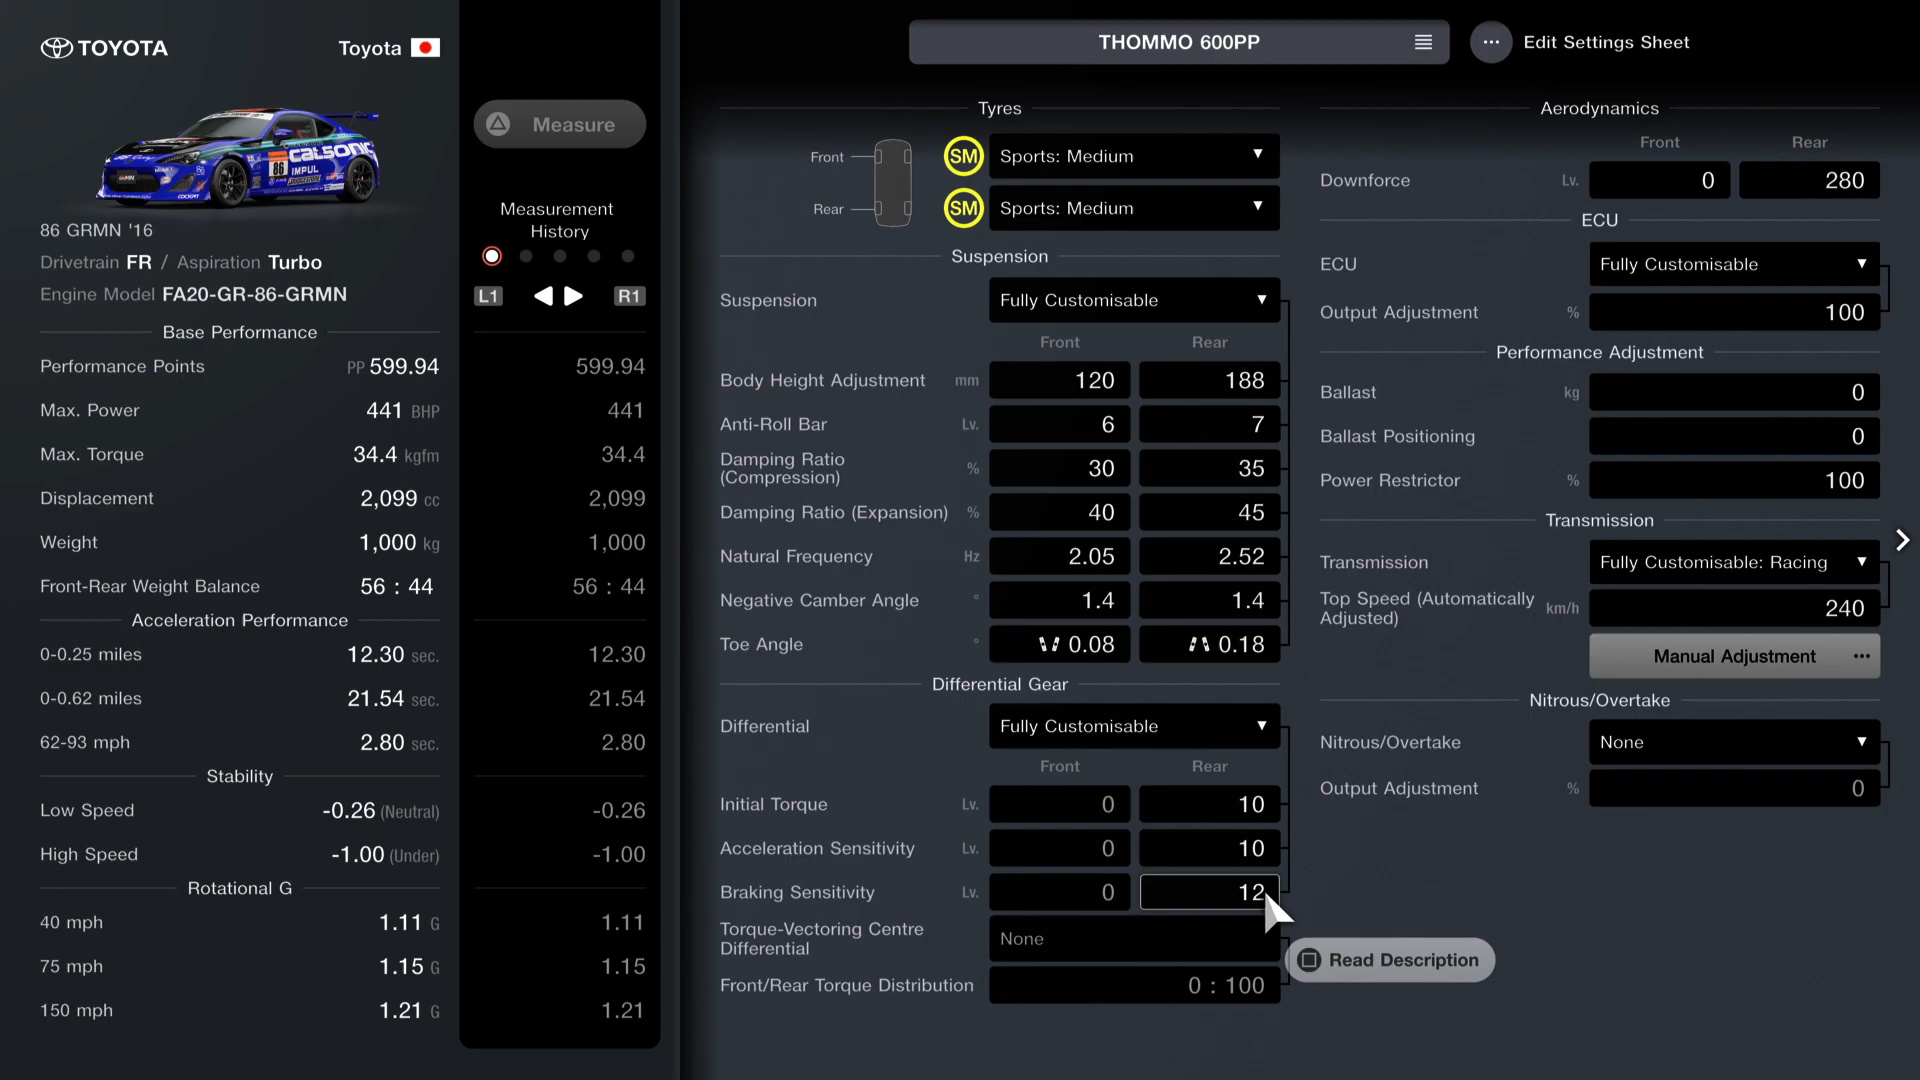 TOYOTA
Toyota
86 GRMN '16
Drivetrain FR / Aspiration Turbo
Engine Model FA20-GR-86-GRMN
Base Performance
Performance Points PP 599.94
Max. Power 441 BHP
Max. Torque 34.4 kgfm
Displacement 2,099 cc
Weight 1,000 kg
Front-Rear Weight Balance 56 : 44
Acceleration Performance
0-0.25 miles 12.30 sec.
0-0.62 miles 21.54 sec.
62-93 mph 2.80 sec.
Stability
Low Speed -0.26 (Neutral)
High Speed -1.00 (Under)
Rotational G
40 mph 1.11 G
75 mph 1.15 G
150 mph 1.21 G
calsonic
IMPUL
86
Measure
Measurement
History
L1 R1
599.94
441
34.4
2,099
1,000
56 : 44
12.30
21.54
2.80
-0.26
-1.00
1.11
1.15
1.21
THOMMO 600PP
Edit Settings Sheet
Tyres
Front SM Sports: Medium
Rear SM Sports: Medium
Suspension
Suspension Fully Customisable
Front Rear
Body Height Adjustment mm 120 188
Anti-Roll Bar Lv. 6 7
Damping Ratio
(Compression) % 30 35
Damping Ratio (Expansion) % 40 45
Natural Frequency Hz 2.05 2.52
Negative Camber Angle ° 1.4 1.4
Toe Angle ° 0.08 0.18
Differential Gear
Differential Fully Customisable
Front Rear
Initial Torque Lv. 0 10
Acceleration Sensitivity Lv. 0 10
Braking Sensitivity Lv. 0 12
Torque-Vectoring Centre
Differential None
Front/Rear Torque Distribution 0 : 100
Read Description
Aerodynamics
Front Rear
Downforce Lv. 0 280
ECU
ECU Fully Customisable
Output Adjustment % 100
Performance Adjustment
Ballast kg 0
Ballast Positioning 0
Power Restrictor % 100
Transmission
Transmission Fully Customisable: Racing
Top Speed (Automatically
Adjusted) km/h 240
Manual Adjustment
Nitrous/Overtake
Nitrous/Overtake None
Output Adjustment % 0